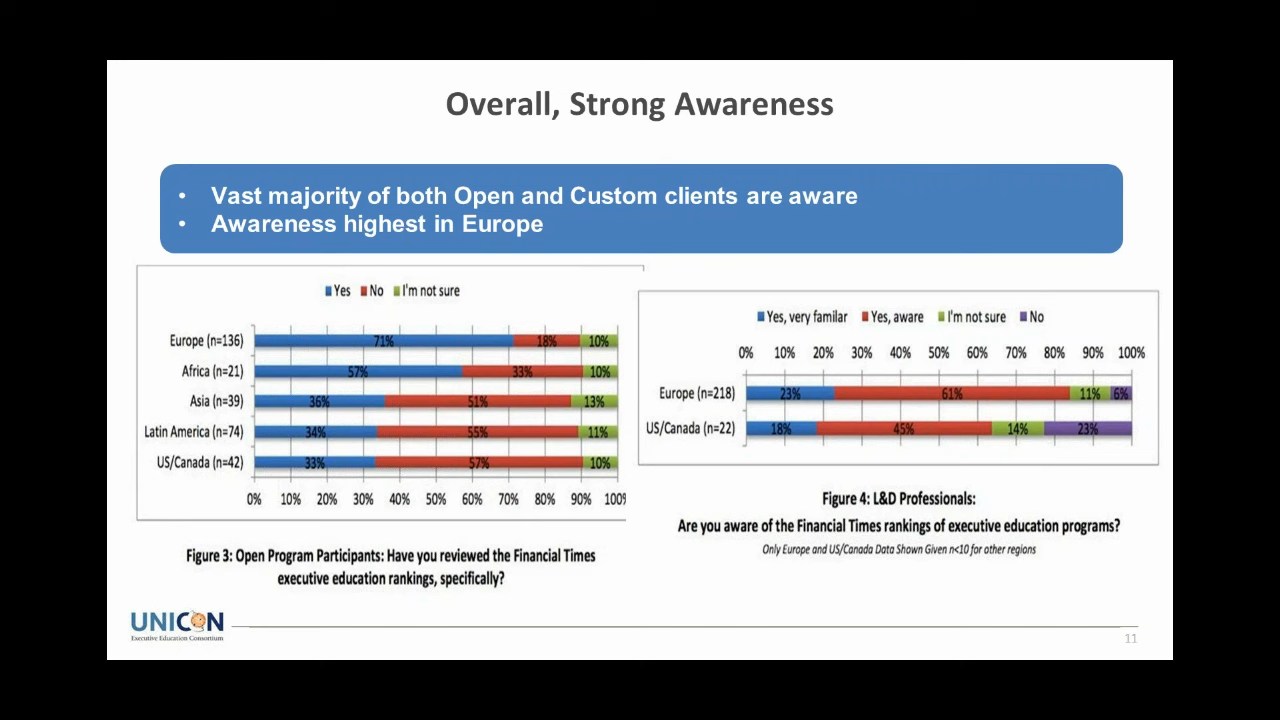 Overall, Strong Awareness
• Vast majority of both Open and Custom clients are aware
• Awareness highest in Europe
Yes No I'm not sure
Europe (n=136) 71% 18% 10%
Africa (n=21) 57% 33% 10%
Asia (n=39) 36% 51% 13%
Latin America (n=74) 34% 55% 11%
US/Canada (n=42) 33% 57% 10%
0% 10% 20% 30% 40% 50% 60% 70% 80% 90% 100%
Figure 3: Open Program Participants: Have you reviewed the Financial Times
executive education rankings, specifically?
Yes, very familar Yes, aware I'm not sure No
0% 10% 20% 30% 40% 50% 60% 70% 80% 90% 100%
Europe (n=218) 23% 61% 11% 6%
US/Canada (n=22) 18% 45% 14% 23%
Figure 4: L&D Professionals:
Are you aware of the Financial Times rankings of executive education programs?
Only Europe and US/Canada Data Shown Given n<10 for other regions
UNICON
Executive Education Consortium
11